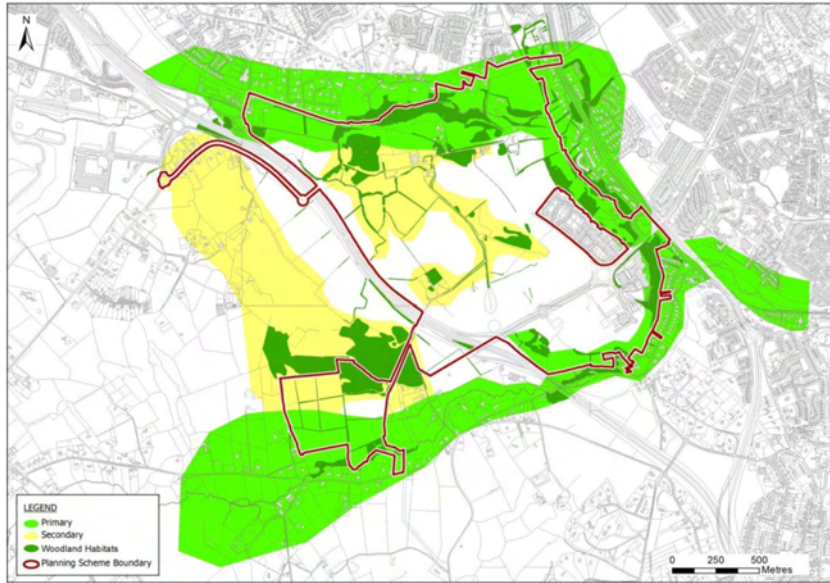 N
LEGEND
Primary
Secondary
Woodland Habitats
Planning Scheme Boundary
0 250 500
Metres